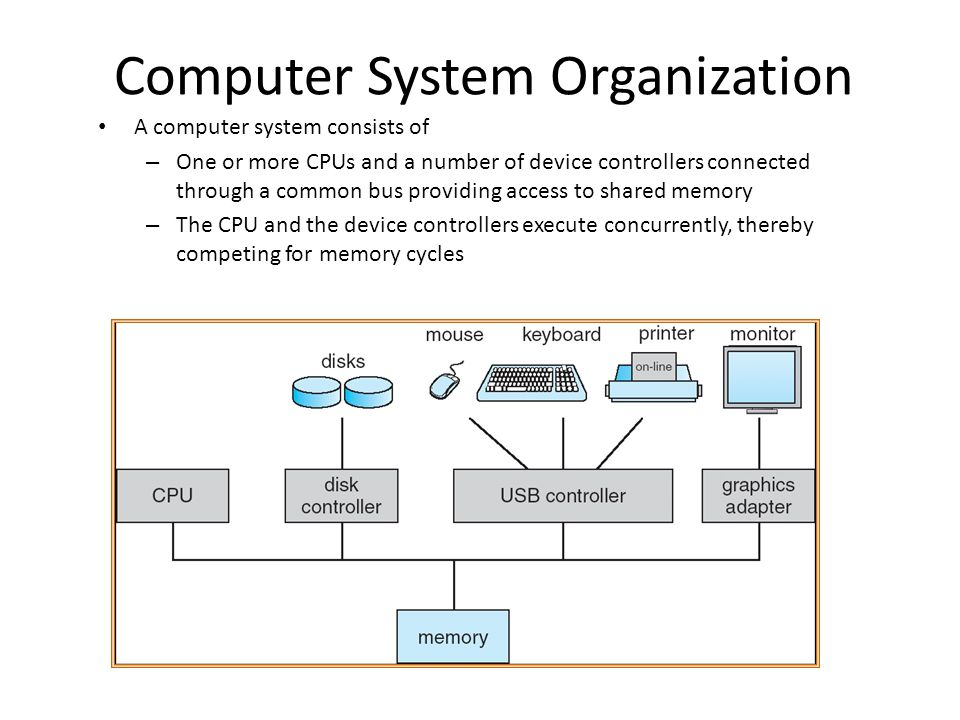 Computer System Organization
• A computer system consists of
– One or more CPUs and a number of device controllers connected
through a common bus providing access to shared memory
– The CPU and the device controllers execute concurrently, thereby
competing for memory cycles
mouse keyboard printer monitor
disks
on-line
CPU
disk
controller
USB controller
graphics
adapter
memory